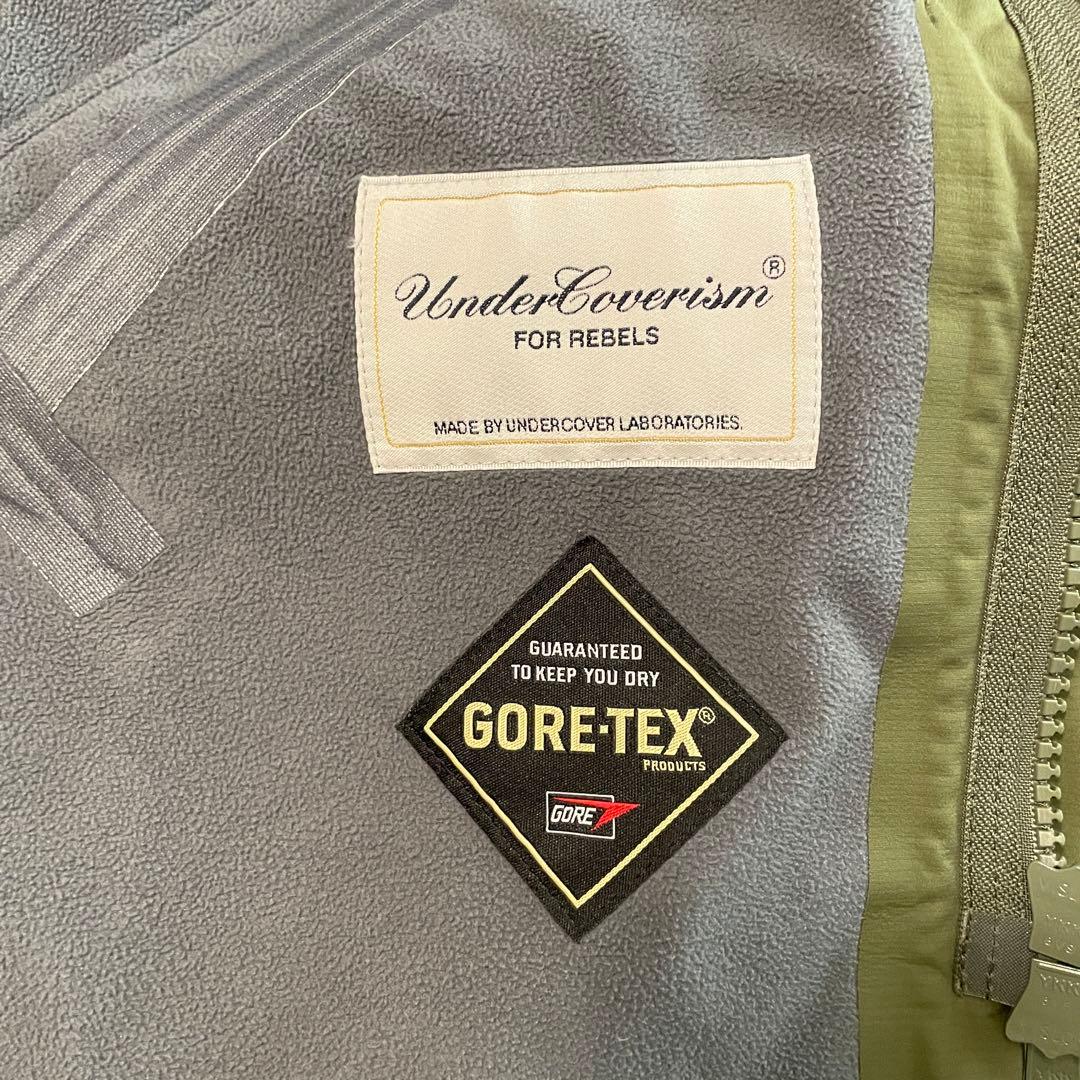 UnderCoverism®
FOR REBELS
MADE BY UNDERCOVER LABORATORIES.
GUARANTEED
TO KEEP YOU DRY
GORE-TEX®
PRODUCTS
GORE